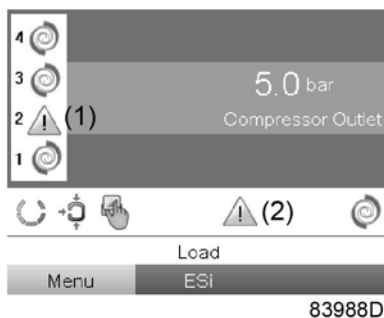 4
3
5.0 bar
2 (1) Compressor Outlet
1
(2)
Load
Menu ESi
83988D